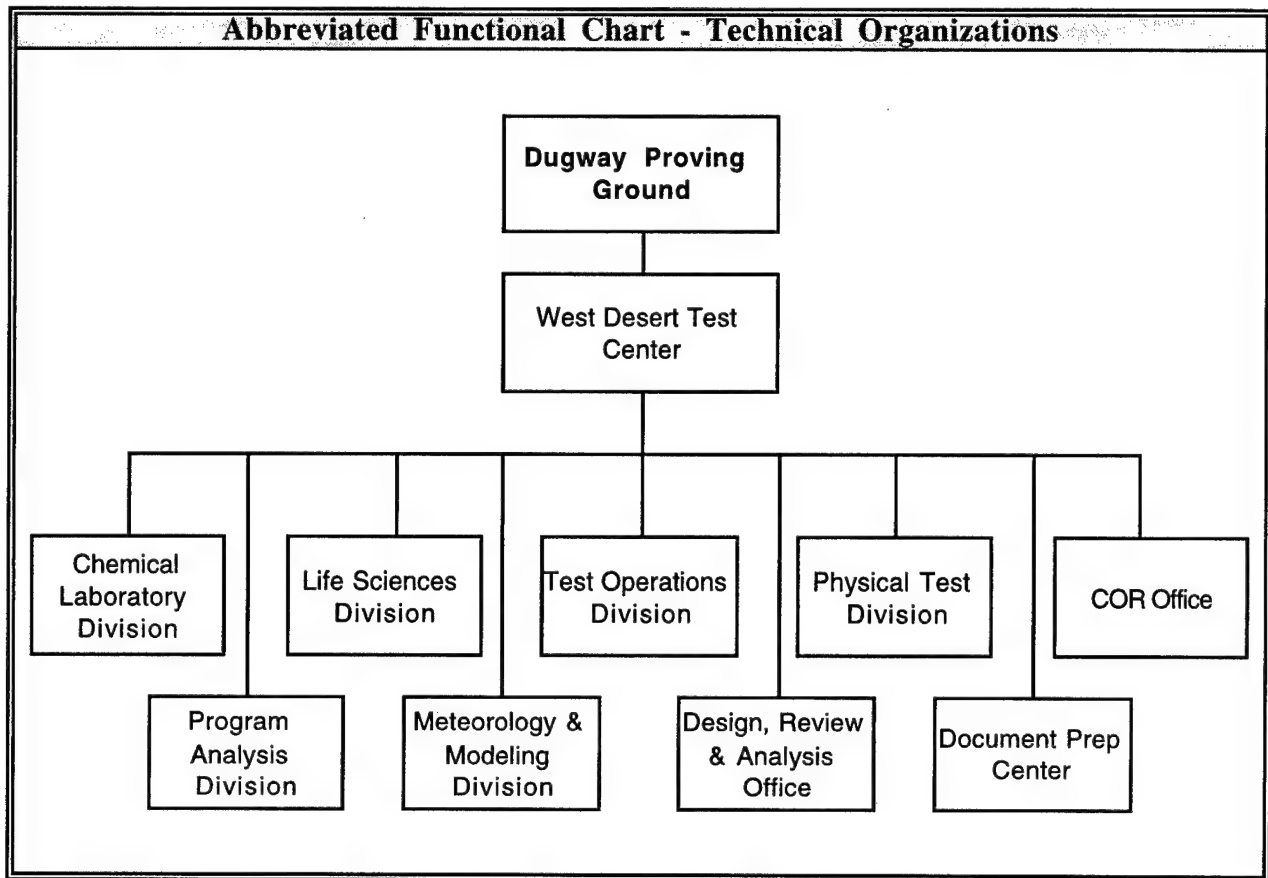 Abbreviated Functional Chart - Technical Organizations
Dugway Proving
Ground
West Desert Test
Center
Chemical
Laboratory
Division
Life Sciences
Division
Test Operations
Division
Physical Test
Division
COR Office
Program
Analysis
Division
Meteorology &
Modeling
Division
Design, Review
& Analysis
Office
Document Prep
Center